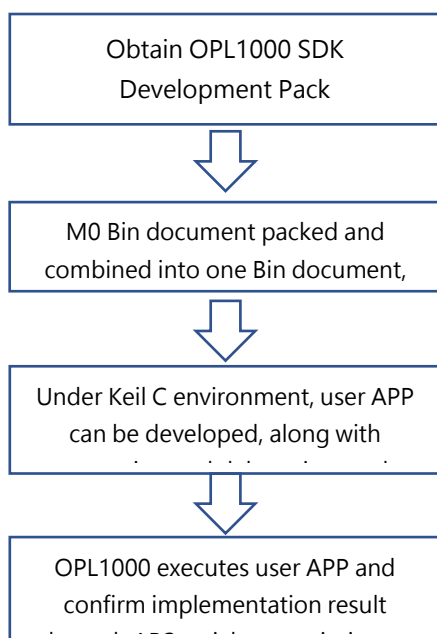 Obtain OPL1000 SDK
Development Pack
M0 Bin document packed and
combined into one Bin document,
Under Keil C environment, user APP
can be developed, along with
OPL1000 executes user APP and
confirm implementation result